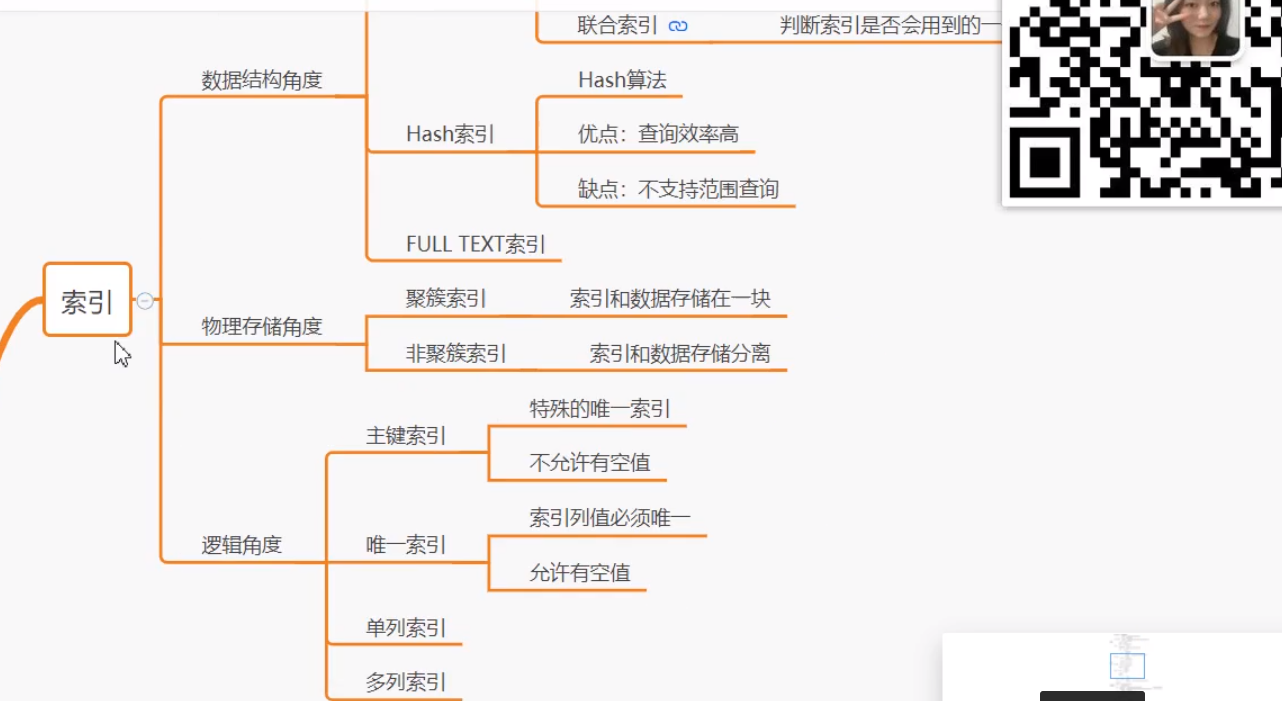 联合索引
判断索引是否会用到的一
数据结构角度
Hash算法
Hash索引
优点：查询效率高
缺点：不支持范围查询
FULL TEXT索引
索引
物理存储角度
聚簇索引
索引和数据存储在一块
非聚簇索引
索引和数据存储分离
逻辑角度
主键索引
特殊的唯一索引
不允许有空值
唯一索引
索引列值必须唯一
允许有空值
单列索引
多列索引